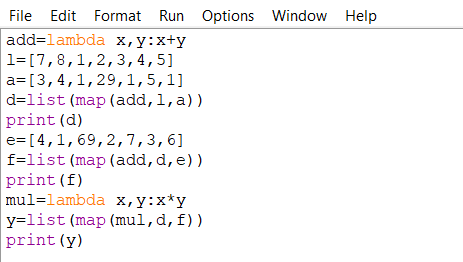 File Edit Format Run Options Window Help
add=lambda x,y:x+y
l=[7,8,1,2,3,4,5]
a=[3,4,1,29,1,5,1]
d=list(map(add,l,a))
print(d)
e=[4,1,69,2,7,3,6]
f=list(map(add,d,e))
print(f)
mul=lambda x,y:x*y
y=list(map(mul,d,f))
print(y)